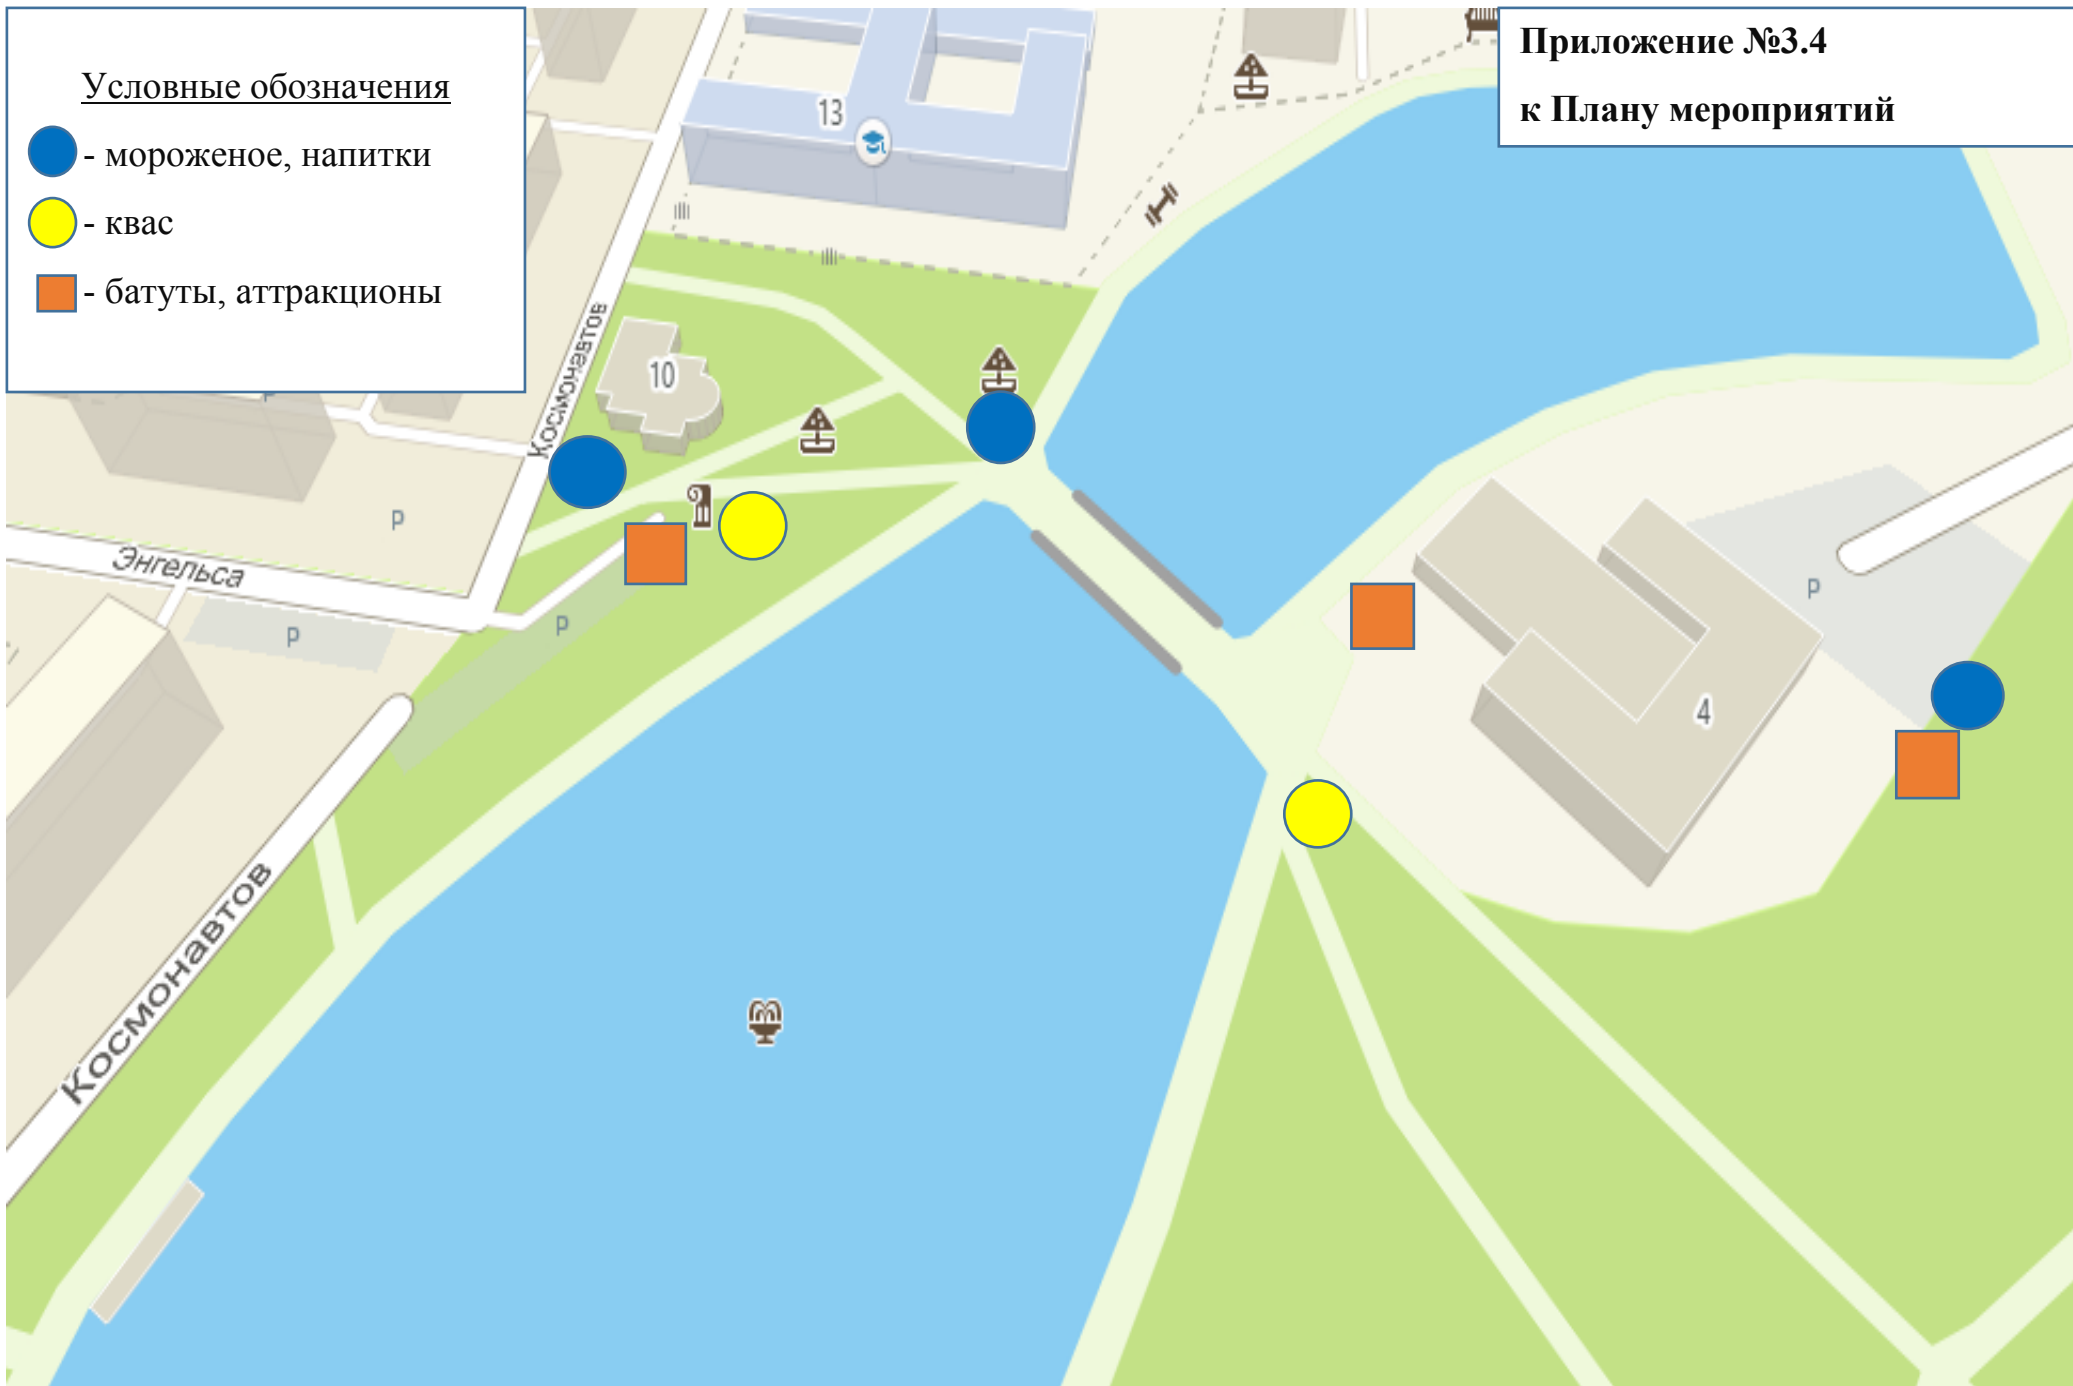 Условные обозначения
- мороженое, напитки
- квас
- батуты, аттракционы
Приложение №3.4
к Плану мероприятий
13
10
Космонавтов
P
Энгельса
P
P
P
4
Космонавтов